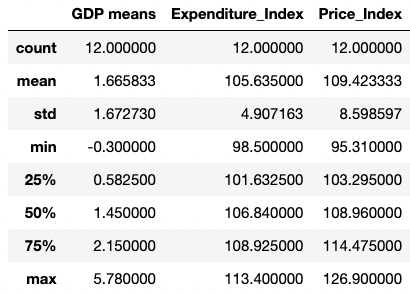 GDP means Expenditure_Index Price_Index
count 12.000000 12.000000 12.000000
mean 1.665833 105.635000 109.423333
std 1.672730 4.907163 8.598597
min -0.300000 98.500000 95.310000
25% 0.582500 101.632500 103.295000
50% 1.450000 106.840000 108.960000
75% 2.150000 108.925000 114.475000
max 5.780000 113.400000 126.900000